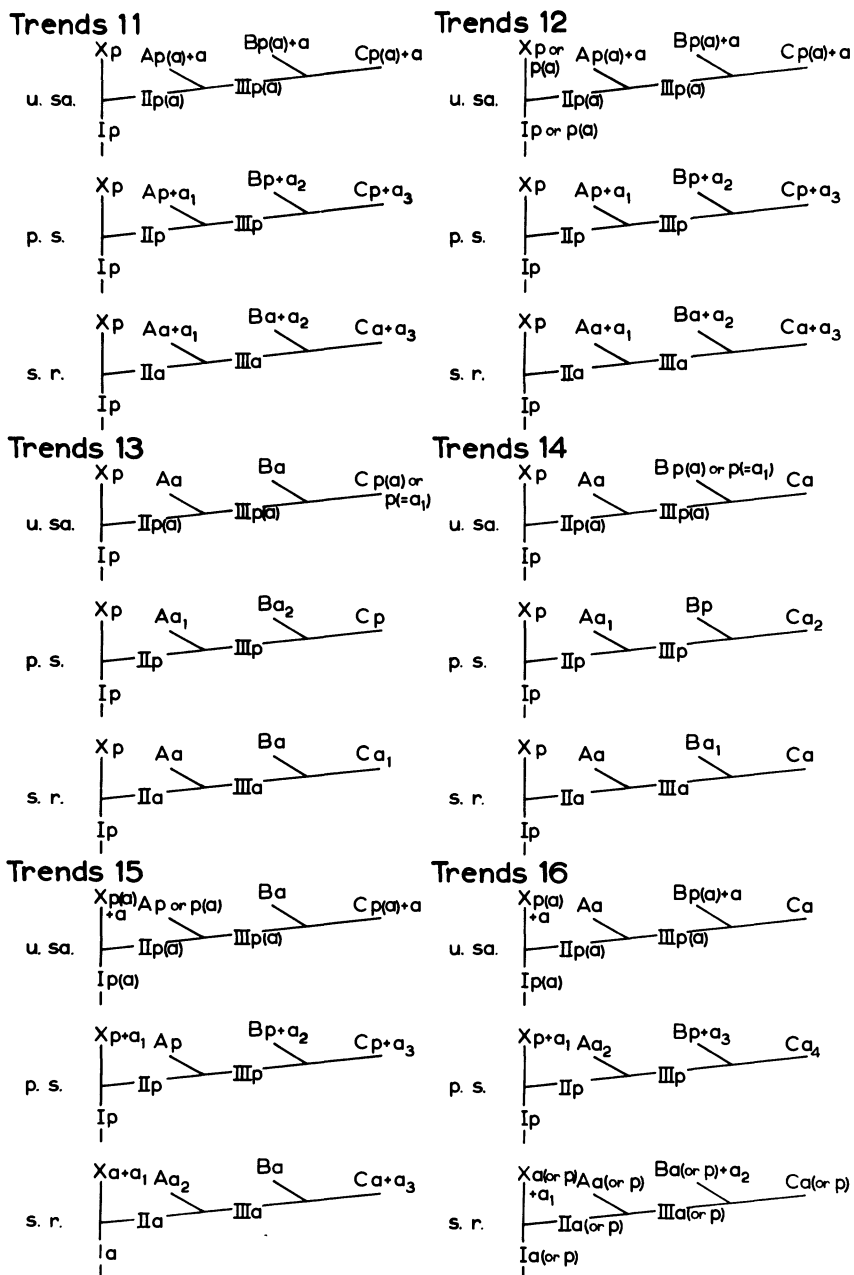 Trends 11
Xp Ap(a)+a Bp(a)+a Cp(a)+a
u. sa. IIp(a) IIIp(a)
Ip
Xp Ap+a₁ Bp+a₂ Cp+a₃
p. s. IIp IIIp
Ip
Xp Aa+a₁ Ba+a₂ Ca+a₃
s. r. IIa IIIa
Ip
Trends 12
Xp or p(a) Ap(a)+a Bp(a)+a Cp(a)+a
u. sa. IIp(a) IIIp(a)
Ip or p(a)
Xp Ap+a₁ Bp+a₂ Cp+a₃
p. s. IIp IIIp
Ip
Xp Aa+a₁ Ba+a₂ Ca+a₃
s. r. IIa IIIa
Ip
Trends 13
Xp Aa Ba Cp(a) or p(=a₁)
u. sa. IIp(a) IIIp(a)
Ip
Xp Aa₁ Ba₂ Cp
p. s. IIp IIIp
Ip
Xp Aa Ba Ca₁
s. r. IIa IIIa
Ip
Trends 14
Xp Aa Bp(a) or p(=a₁) Ca
u. sa. IIp(a) IIIp(a)
Ip
Xp Aa₁ Bp Ca₂
p. s. IIp IIIp
Ip
Xp Aa Ba₁ Ca
s. r. IIa IIIa
Ip
Trends 15
Xp(a)+a Ap or p(a) Ba Cp(a)+a
u. sa. IIp(a) IIIp(a)
Ip(a)
Xp+a₁ Ap Bp+a₂ Cp+a₃
p. s. IIp IIIp
Ip
Xa+a₁ Aa₂ Ba Ca+a₃
s. r. IIa IIIa
Ia
Trends 16
Xp(a)+a Aa Bp(a)+a Ca
u. sa. IIp(a) IIIp(a)
Ip(a)
Xp+a₁ Aa₂ Bp+a₃ Ca₄
p. s. IIp IIIp
Ip
Xa(or p)+a₁ Aa(or p) Ba(or p)+a₂ Ca(or p)
s. r. IIa(or p) IIIa(or p)
Ia(or p)